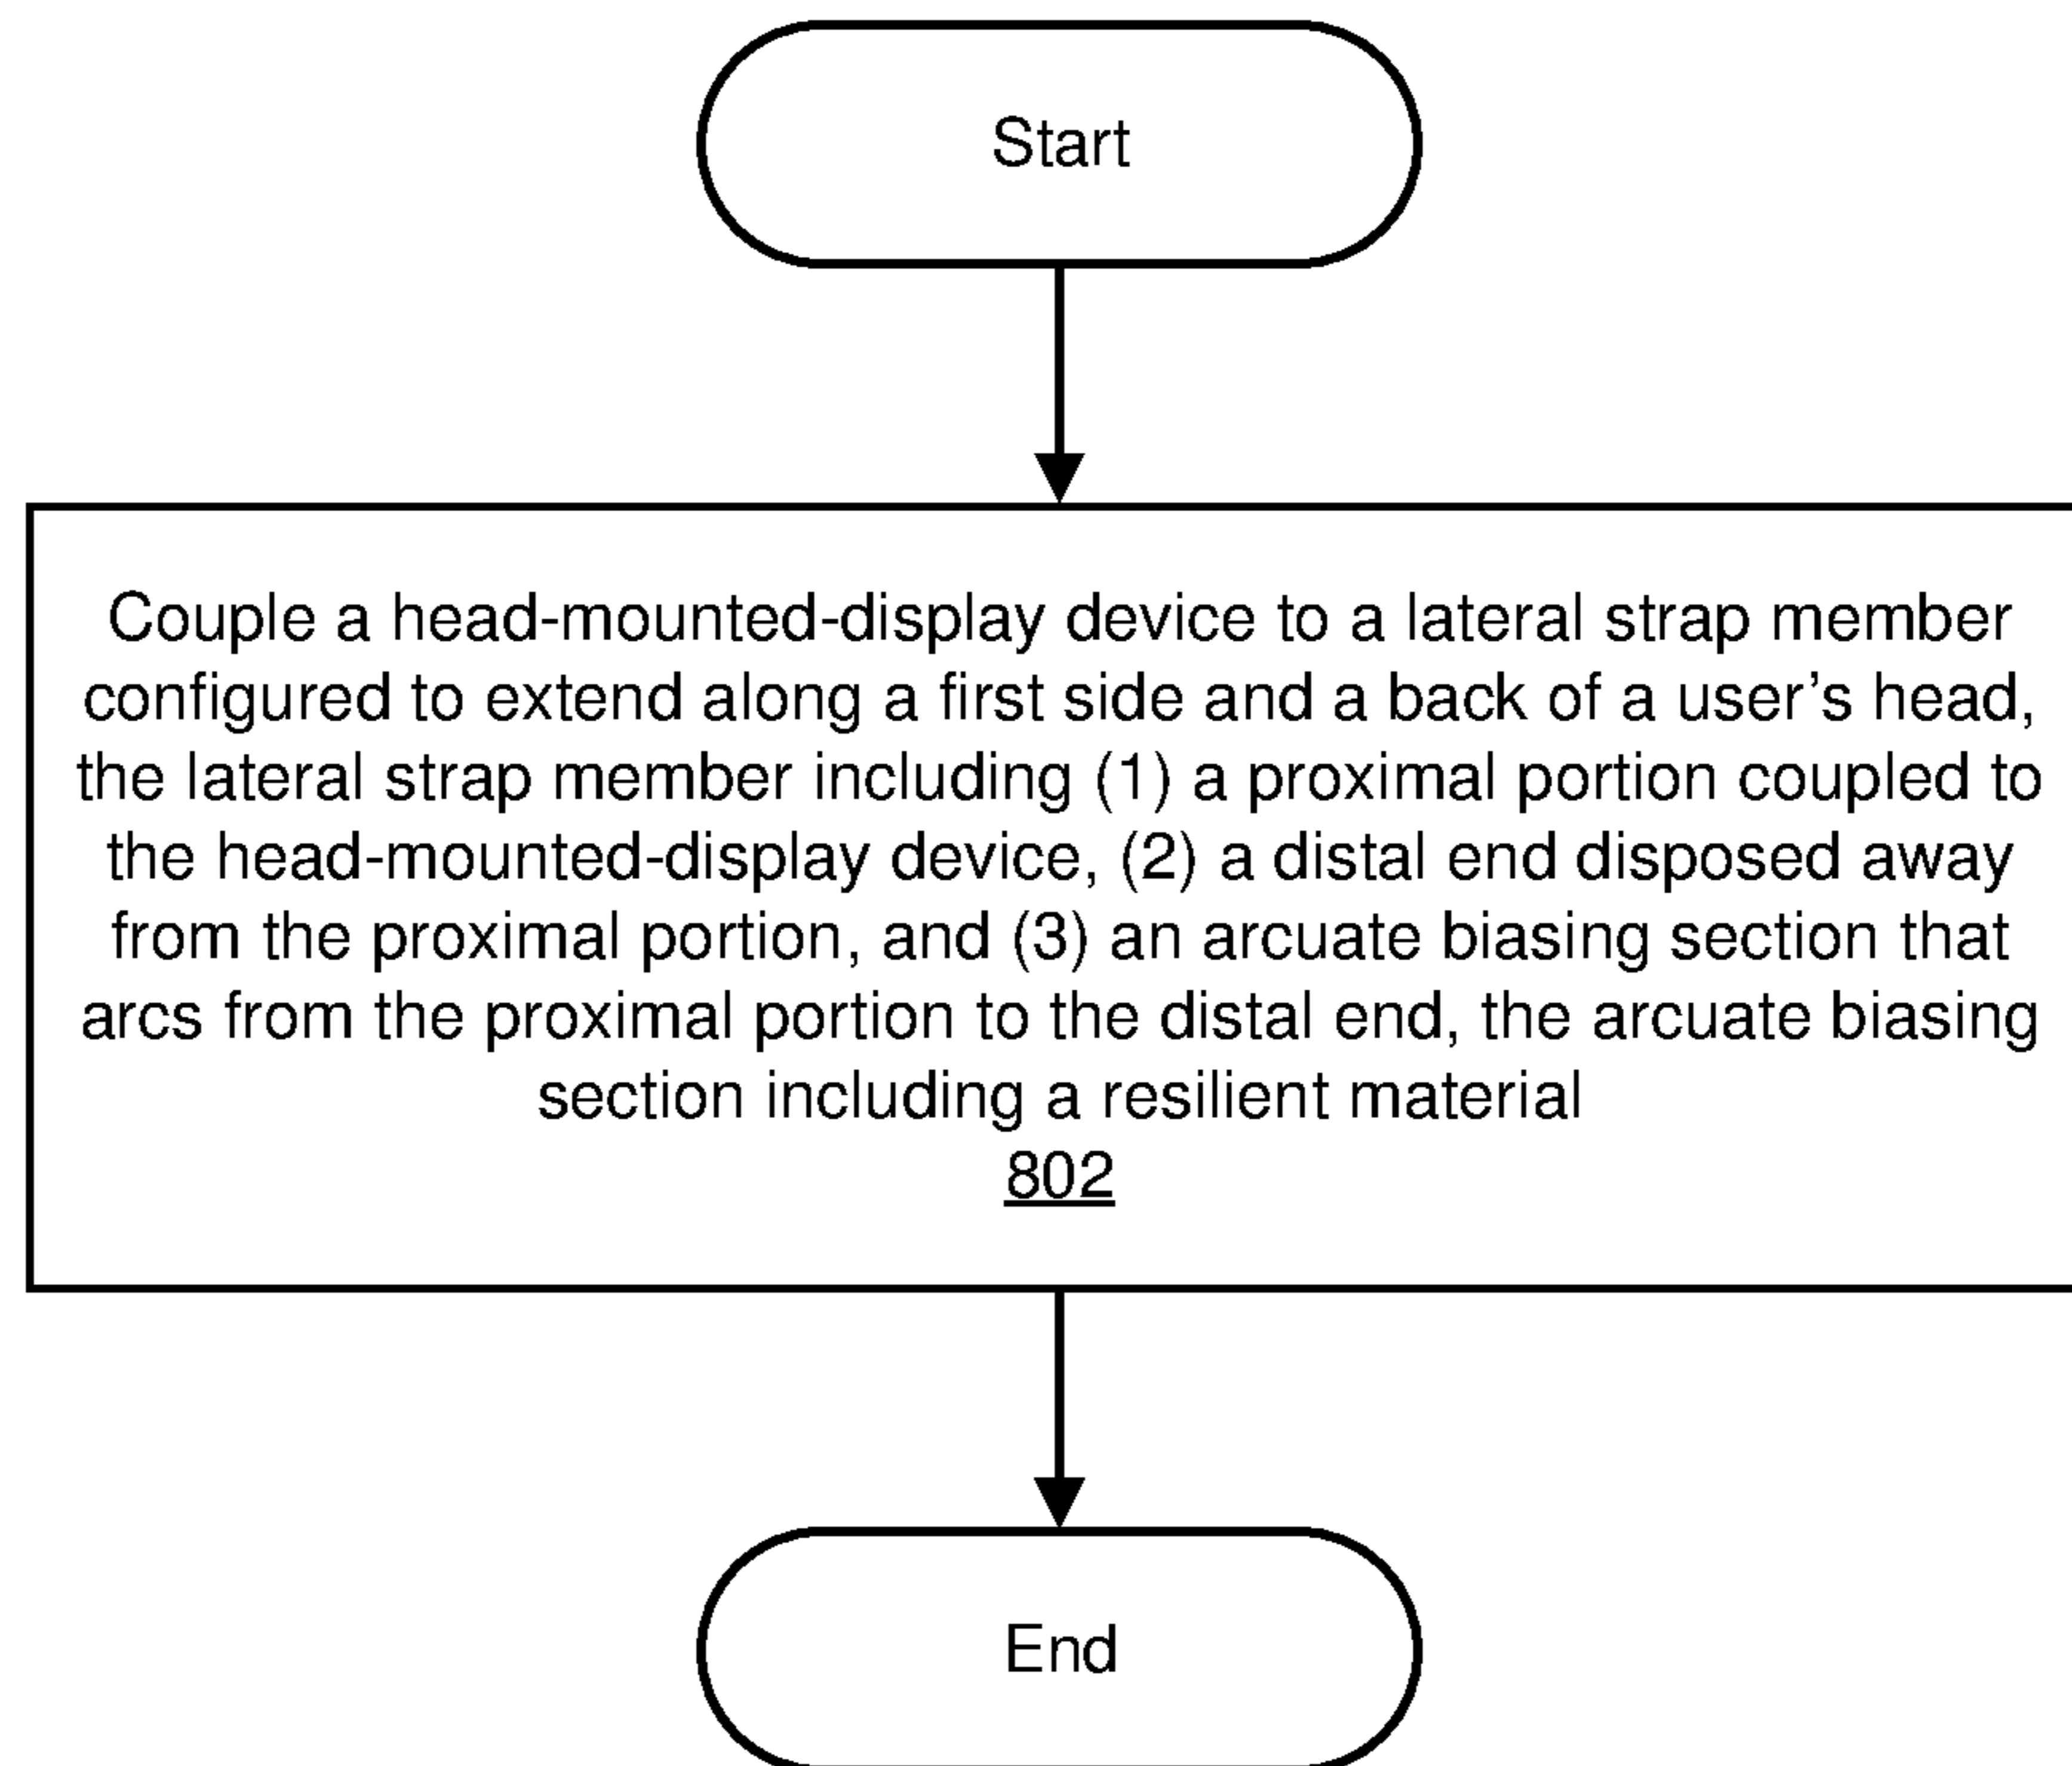 Start
Couple a head-mounted-display device to a lateral strap member
configured to extend along a first side and a back of a user’s head,
the lateral strap member including (1) a proximal portion coupled to
the head-mounted-display device, (2) a distal end disposed away
from the proximal portion, and (3) an arcuate biasing section that
arcs from the proximal portion to the distal end, the arcuate biasing
section including a resilient material
802
End